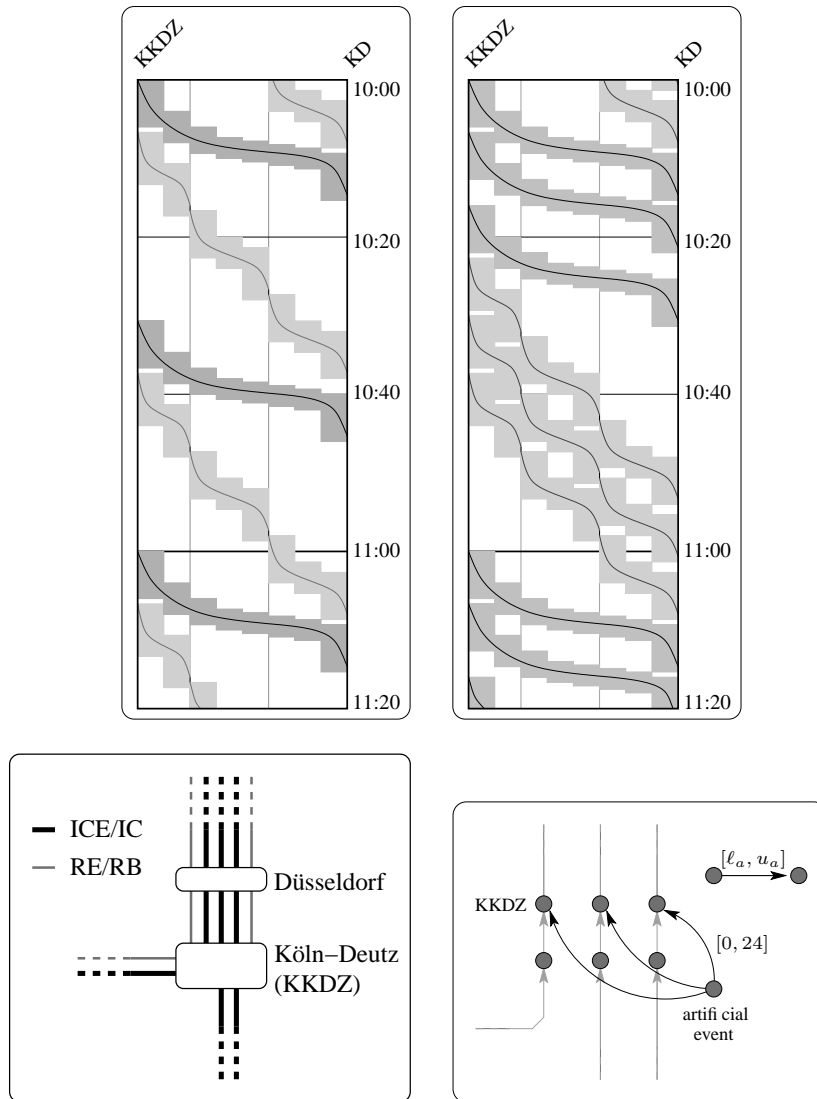 KKDZ
KD
10:00
10:20
10:40
11:00
11:20
KKDZ
KD
10:00
10:20
10:40
11:00
11:20
ICE/IC
RE/RB
Düsseldorf
Köln–Deutz
(KKDZ)
[ℓa, ua]
KKDZ
[0, 24]
artifi cial
event